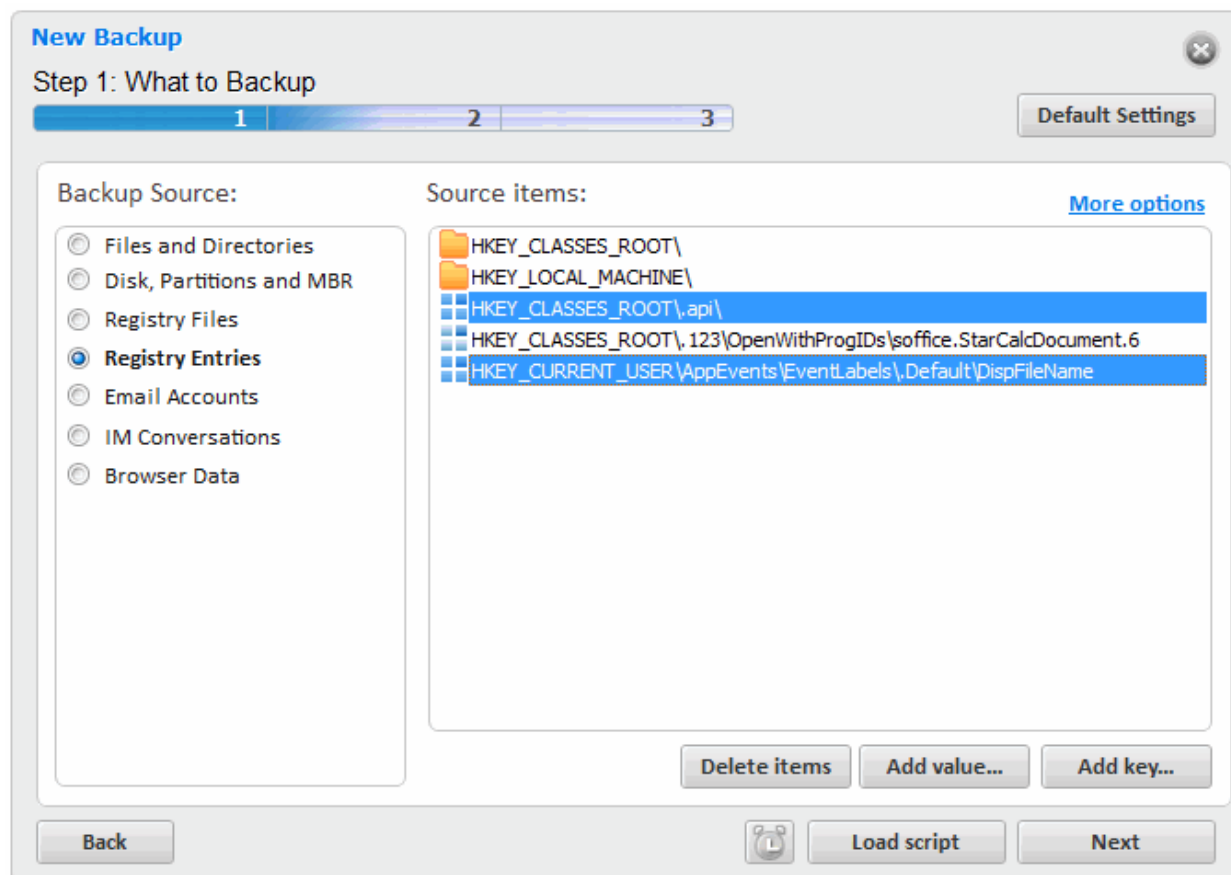 New Backup
Step 1: What to Backup
1 2 3
Default Settings
Backup Source:
Files and Directories
Disk, Partitions and MBR
Registry Files
Registry Entries
Email Accounts
IM Conversations
Browser Data
Source items:
More options
HKEY_CLASSES_ROOT\
HKEY_LOCAL_MACHINE\
HKEY_CLASSES_ROOT\.api\
HKEY_CLASSES_ROOT\.123\OpenWithProgIDs\soffice.StarCalcDocument.6
HKEY_CURRENT_USER\AppEvents\EventLabels\.Default\DispFileName
Delete items Add value... Add key...
Back Load script Next